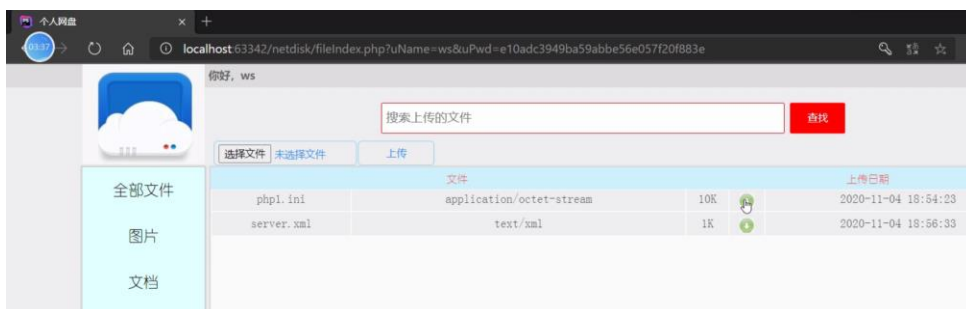 个人网盘
03:37
localhost:63342/netdisk/fileIndex.php?uName=ws&uPwd=e10adc3949ba59abbe56e057f20f883e
你好，ws
搜索上传的文件 查找
选择文件 未选择文件 上传
全部文件
图片
文档
文件 上传日期
php1.ini application/octet-stream 10K 2020-11-04 18:54:23
server.xml text/xml 1K 2020-11-04 18:56:33